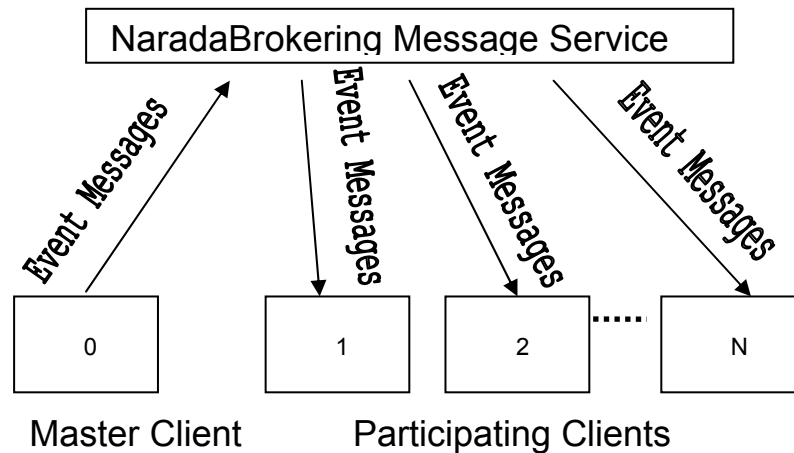 NaradaBrokering Message Service
Event Messages
Event Messages
Event Messages
Event Messages
0
1
2
N
Master Client
Participating Clients